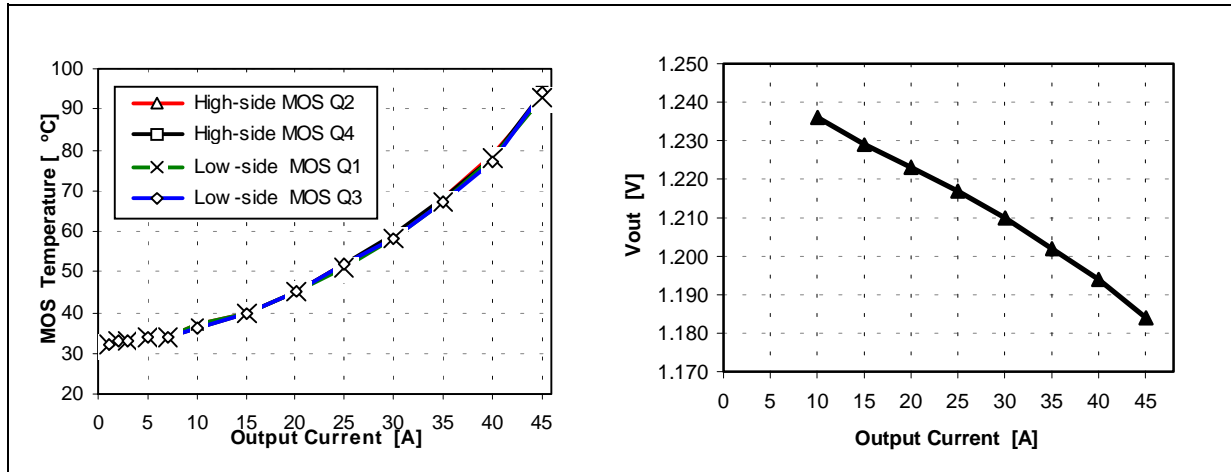 100
90
80
70
60
50
40
30
20
MOS Temperature [ ºC]
High-side MOS Q2
High-side MOS Q4
Low -side MOS Q1
Low -side MOS Q3
0 5 10 15 20 25 30 35 40 45
Output Current [A]
1.250
1.240
1.230
1.220
1.210
1.200
1.190
1.180
1.170
Vout [V]
0 5 10 15 20 25 30 35 40 45
Output Current [A]